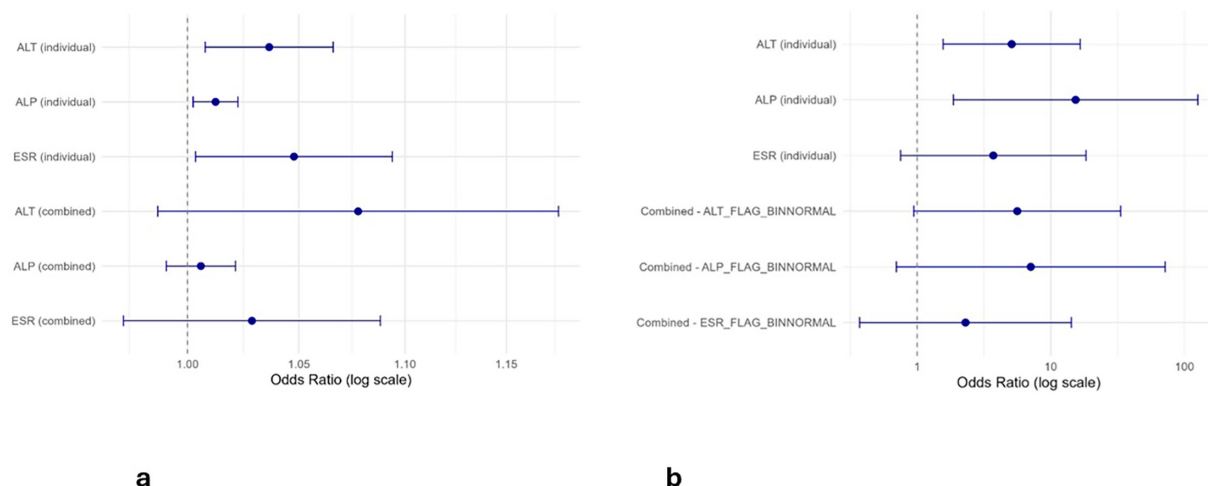 ALT (individual)
ALP (individual)
ESR (individual)
ALT (combined)
ALP (combined)
ESR (combined)
1.00 1.05 1.10 1.15
Odds Ratio (log scale)
a
ALT (individual)
ALP (individual)
ESR (individual)
Combined - ALT_FLAG_BINNORMAL
Combined - ALP_FLAG_BINNORMAL
Combined - ESR_FLAG_BINNORMAL
1 10 100
Odds Ratio (log scale)
b